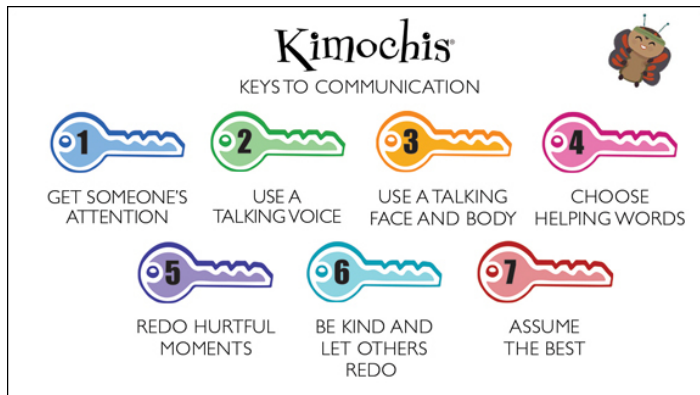 Kimochis®
KEYS TO COMMUNICATION
1
GET SOMEONE'S
ATTENTION
2
USE A
TALKING VOICE
3
USE A TALKING
FACE AND BODY
4
CHOOSE
HELPING WORDS
5
REDO HURTFUL
MOMENTS
6
BE KIND AND
LET OTHERS
REDO
7
ASSUME
THE BEST